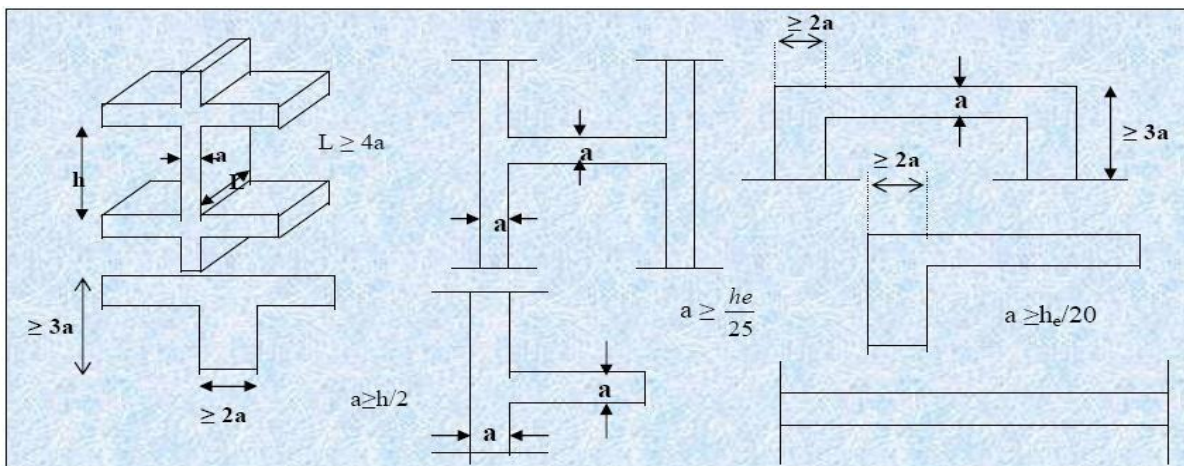 h
a
L
L ≥ 4a
≥ 3a
≥ 2a
a≥h/2
a
a
a ≥ he/25
a
a
≥ 2a
a
≥ 3a
≥ 2a
a ≥hₑ/20